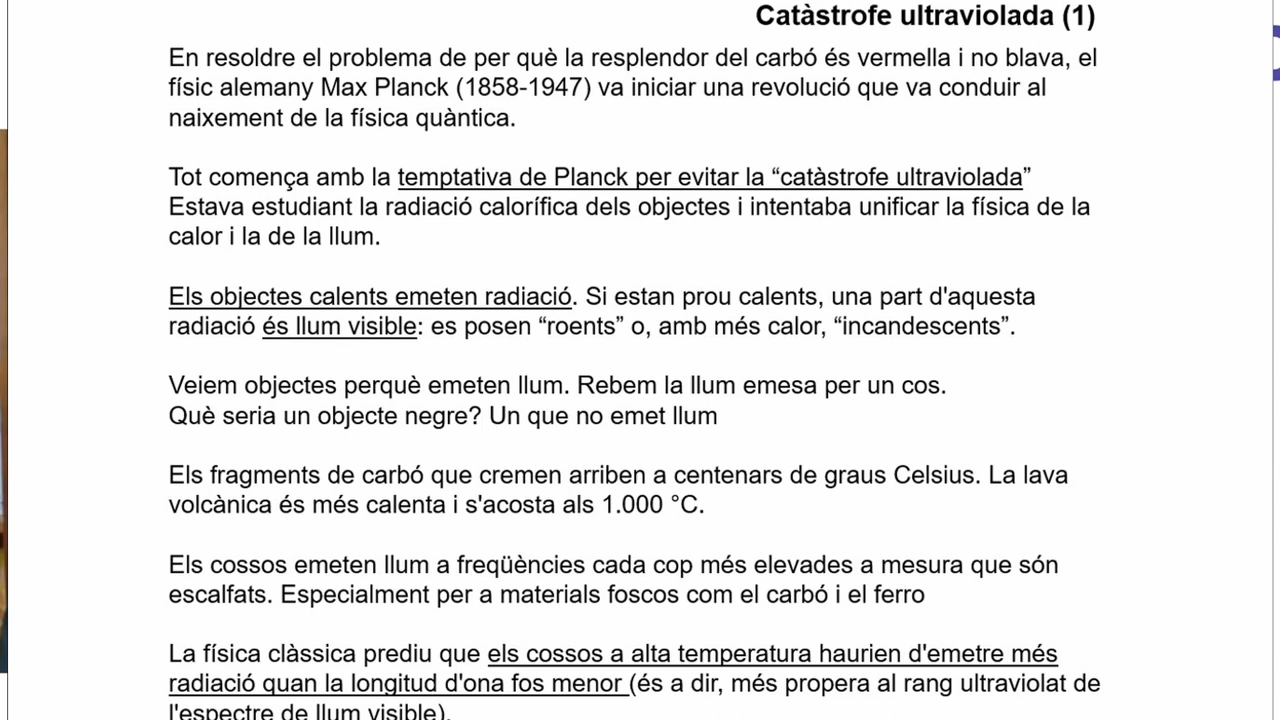 Catàstrofe ultraviolada (1)
En resoldre el problema de per què la resplendor del carbó és vermella i no blava, el
físic alemany Max Planck (1858-1947) va iniciar una revolució que va conduir al
naixement de la física quàntica.
Tot comença amb la temptativa de Planck per evitar la “catàstrofe ultraviolada”
Estava estudiant la radiació calorífica dels objectes i intentaba unificar la física de la
calor i la de la llum.
Els objectes calents emeten radiació. Si estan prou calents, una part d'aquesta
radiació és llum visible: es posen “roents” o, amb més calor, “incandescents”.
Veiem objectes perquè emeten llum. Rebem la llum emesa per un cos.
Què seria un objecte negre? Un que no emet llum
Els fragments de carbó que cremen arriben a centenars de graus Celsius. La lava
volcànica és més calenta i s'acosta als 1.000 °C.
Els cossos emeten llum a freqüències cada cop més elevades a mesura que són
escalfats. Especialment per a materials foscos com el carbó i el ferro
La física clàssica prediu que els cossos a alta temperatura haurien d'emetre més
radiació quan la longitud d'ona fos menor (és a dir, més propera al rang ultraviolat de
l'espectre de llum visible).